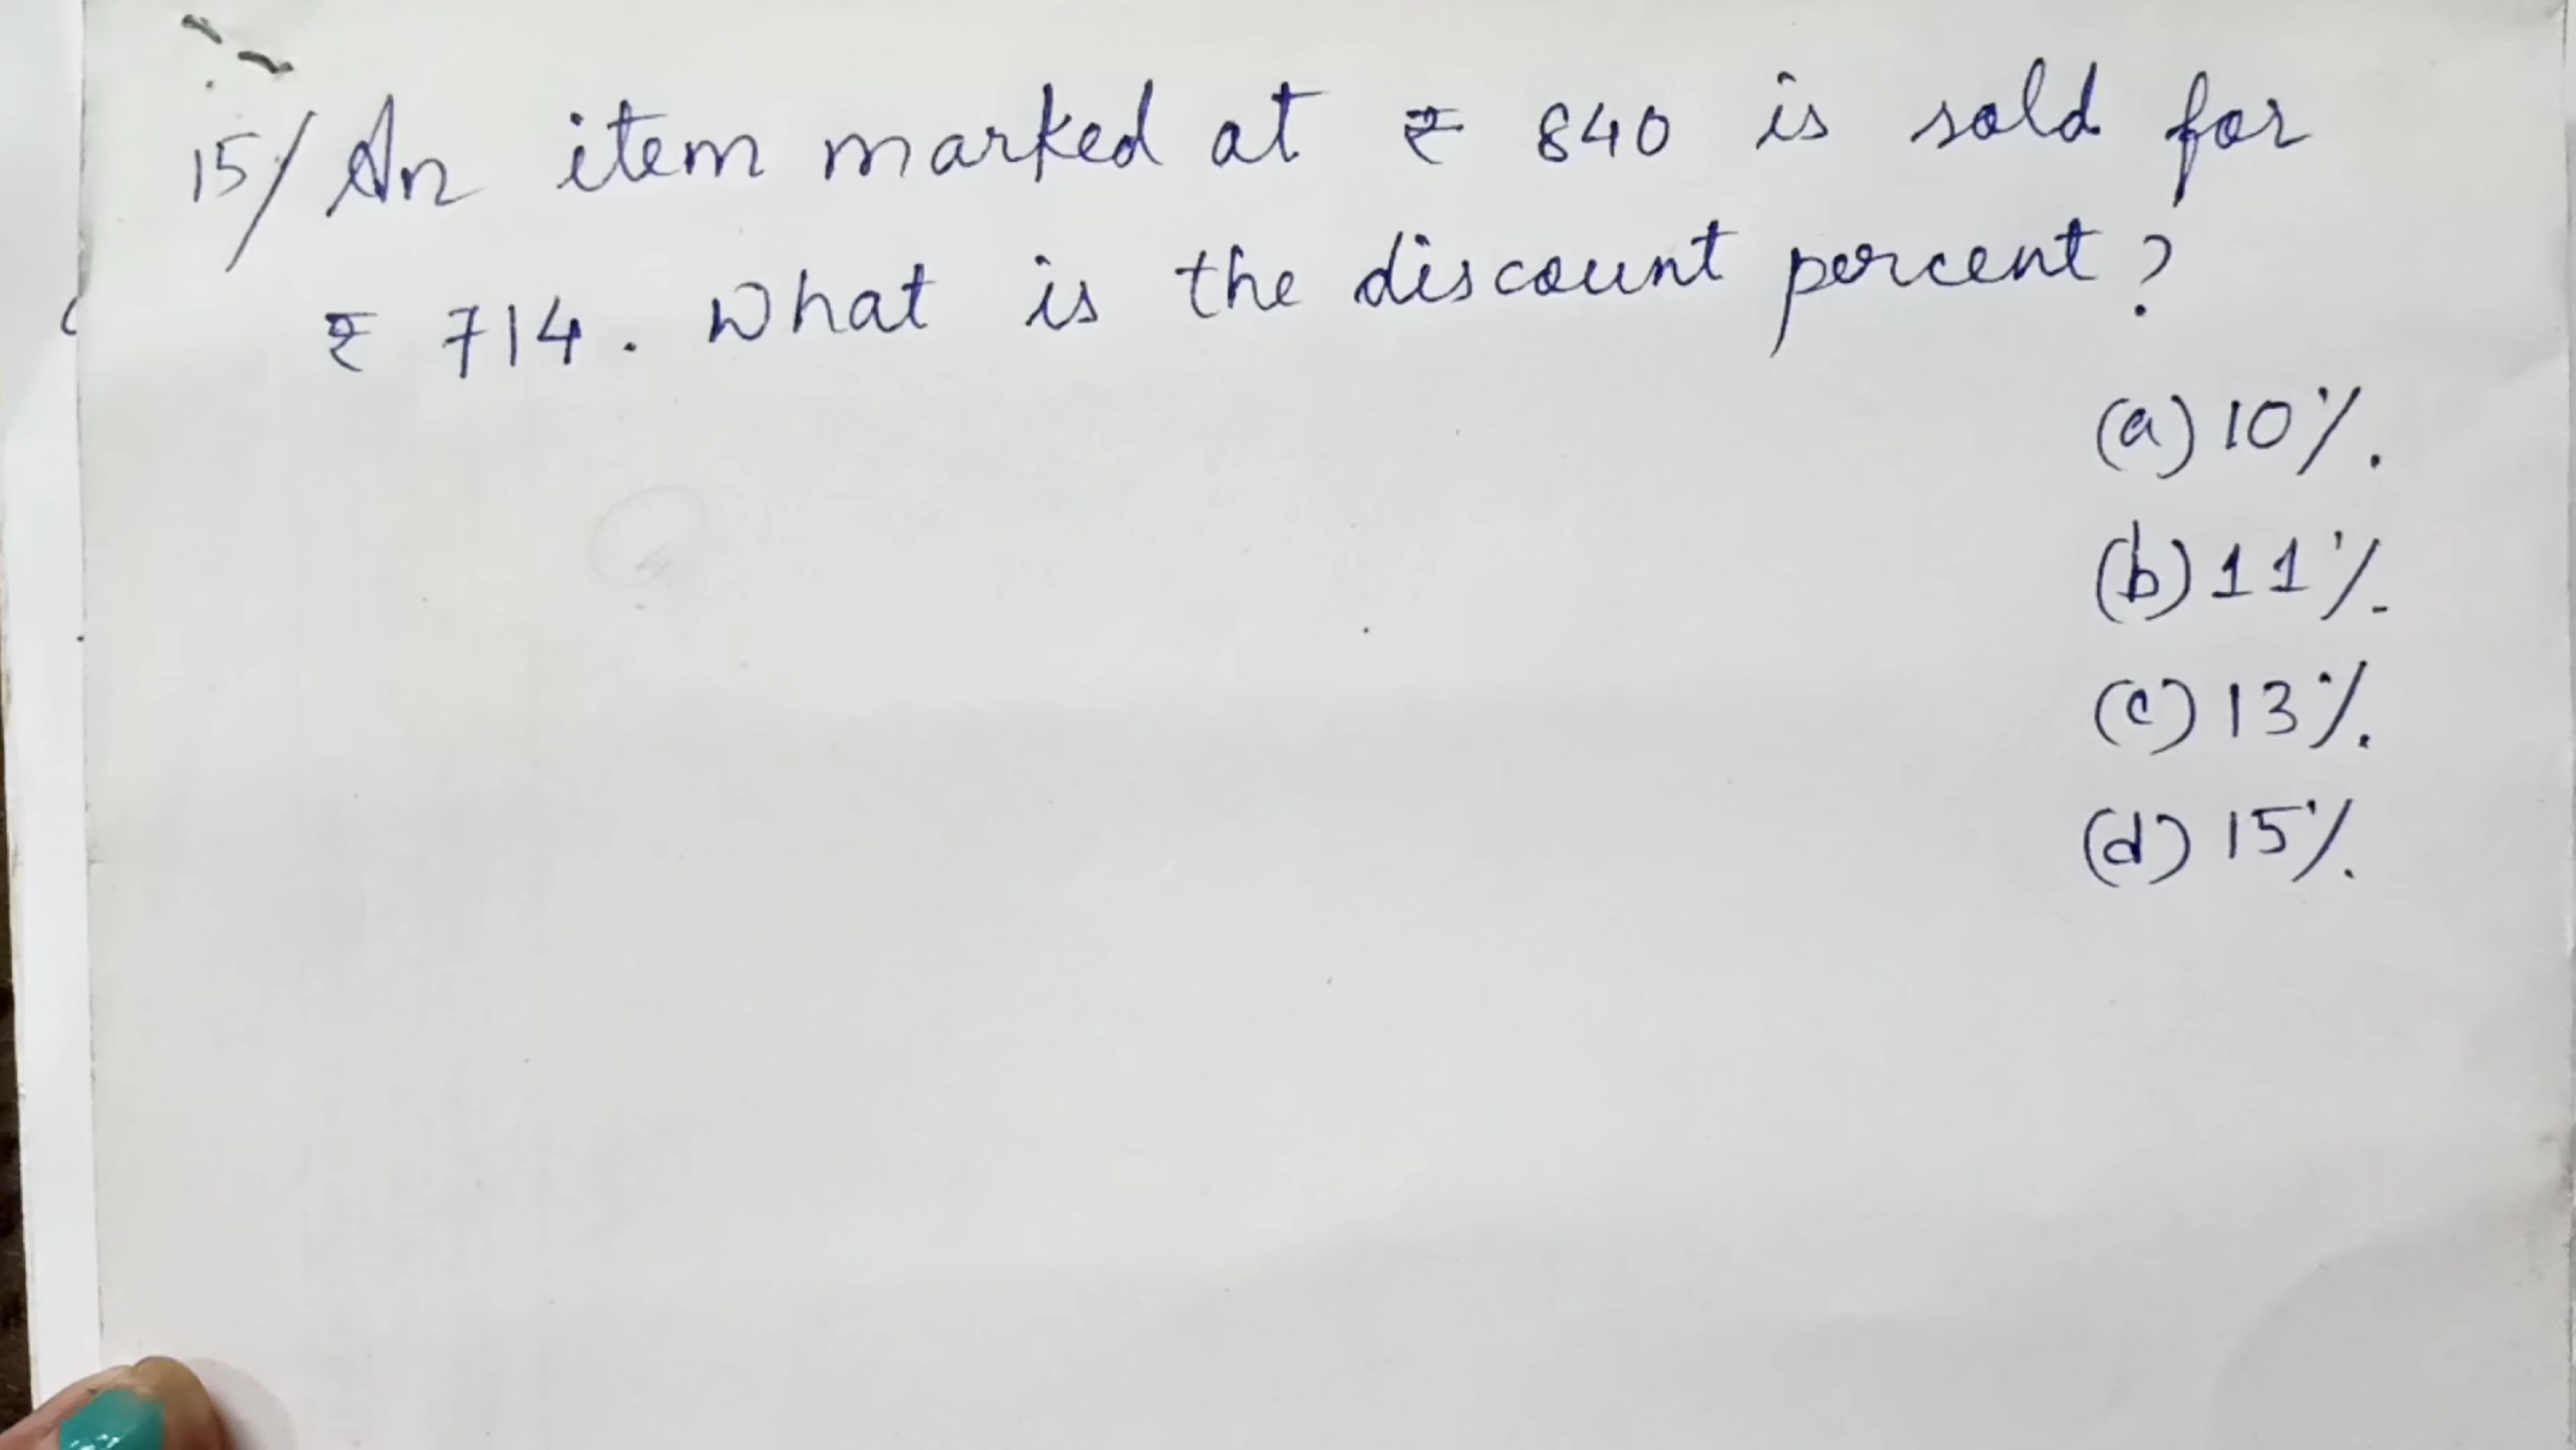 15/ An item marked at ₹ 840 is sold for
₹ 714. What is the discount percent?
(a) 10%.
(b) 11%.
(c) 13%.
(d) 15%.